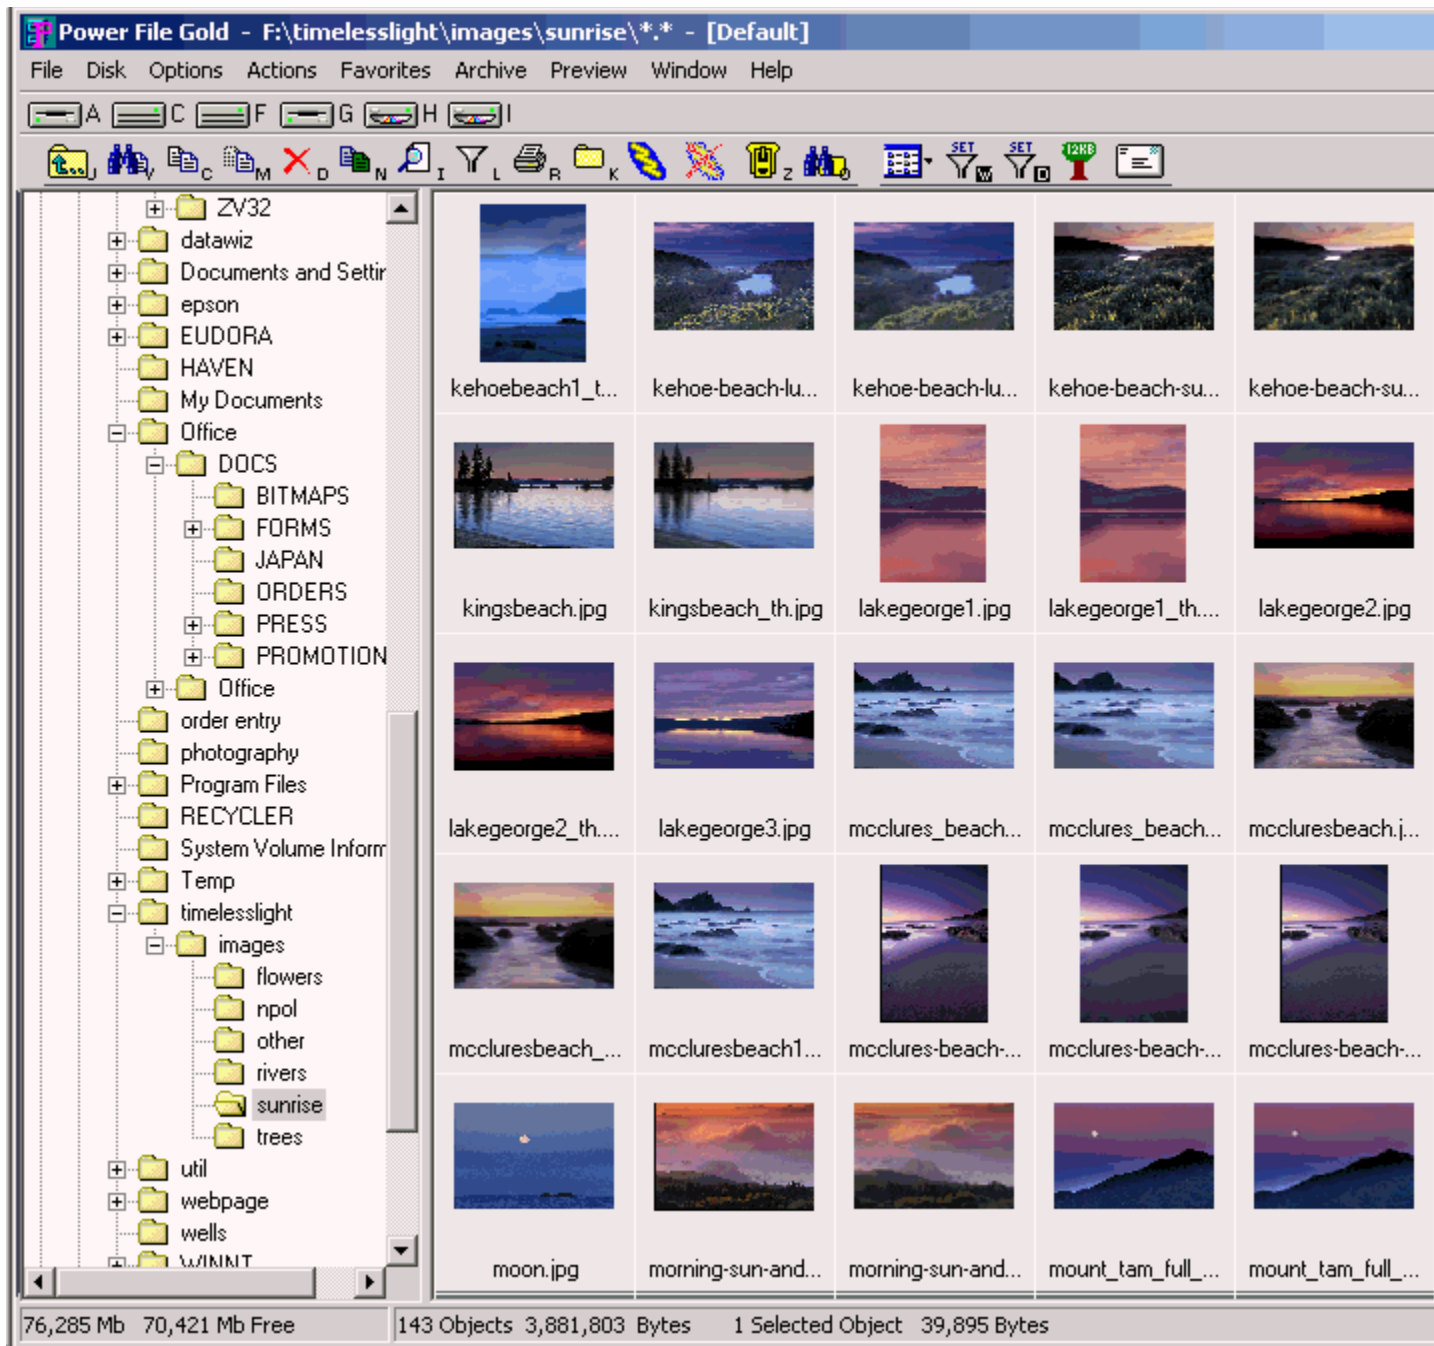 Power File Gold - F:\timelesslight\images\sunrise\*.* - [Default]
File Disk Options Actions Favorites Archive Preview Window Help
A C F G H I
J V C M D N I L R K Z SET W SET D 12KB
ZV32
datawiz
Documents and Settin
epson
EUDORA
HAVEN
My Documents
Office
DOCS
BITMAPS
FORMS
JAPAN
ORDERS
PRESS
PROMOTION
Office
order entry
photography
Program Files
RECYCLER
System Volume Inform
Temp
timelesslight
images
flowers
npol
other
rivers
sunrise
trees
util
webpage
wells
WINNT
kehoebeach1_t... kehoe-beach-lu... kehoe-beach-lu... kehoe-beach-su... kehoe-beach-su...
kingsbeach.jpg kingsbeach_th.jpg lakegeorge1.jpg lakegeorge1_th.... lakegeorge2.jpg
lakegeorge2_th.... lakegeorge3.jpg mcclures_beach... mcclures_beach... mccluresbeach.j...
mccluresbeach_... mccluresbeach1... mcclures-beach-... mcclures-beach-... mcclures-beach-...
moon.jpg morning-sun-and... morning-sun-and... mount_tam_full_... mount_tam_full_...
76,285 Mb 70,421 Mb Free 143 Objects 3,881,803 Bytes 1 Selected Object 39,895 Bytes